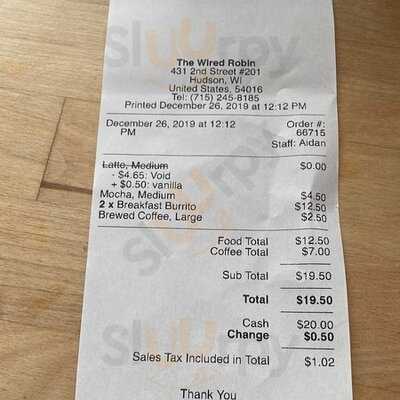 The Wired Robin
431 2nd Street #201
Hudson, WI
United States, 54016
Tel: (715) 245-8185
Printed December 26, 2019 at 12:12 PM
December 26, 2019 at 12:12 PM Order #: 66715
Staff: Aidan
Latte, Medium $0.00
- $4.65: Void
+ $0.50: vanilla
Mocha, Medium $4.50
2 x Breakfast Burrito $12.50
Brewed Coffee, Large $2.50
Food Total $12.50
Coffee Total $7.00
Sub Total $19.50
Total $19.50
Cash $20.00
Change $0.50
Sales Tax Included in Total $1.02
Thank You
Sluurpy
Sluurpy
Sluurpy